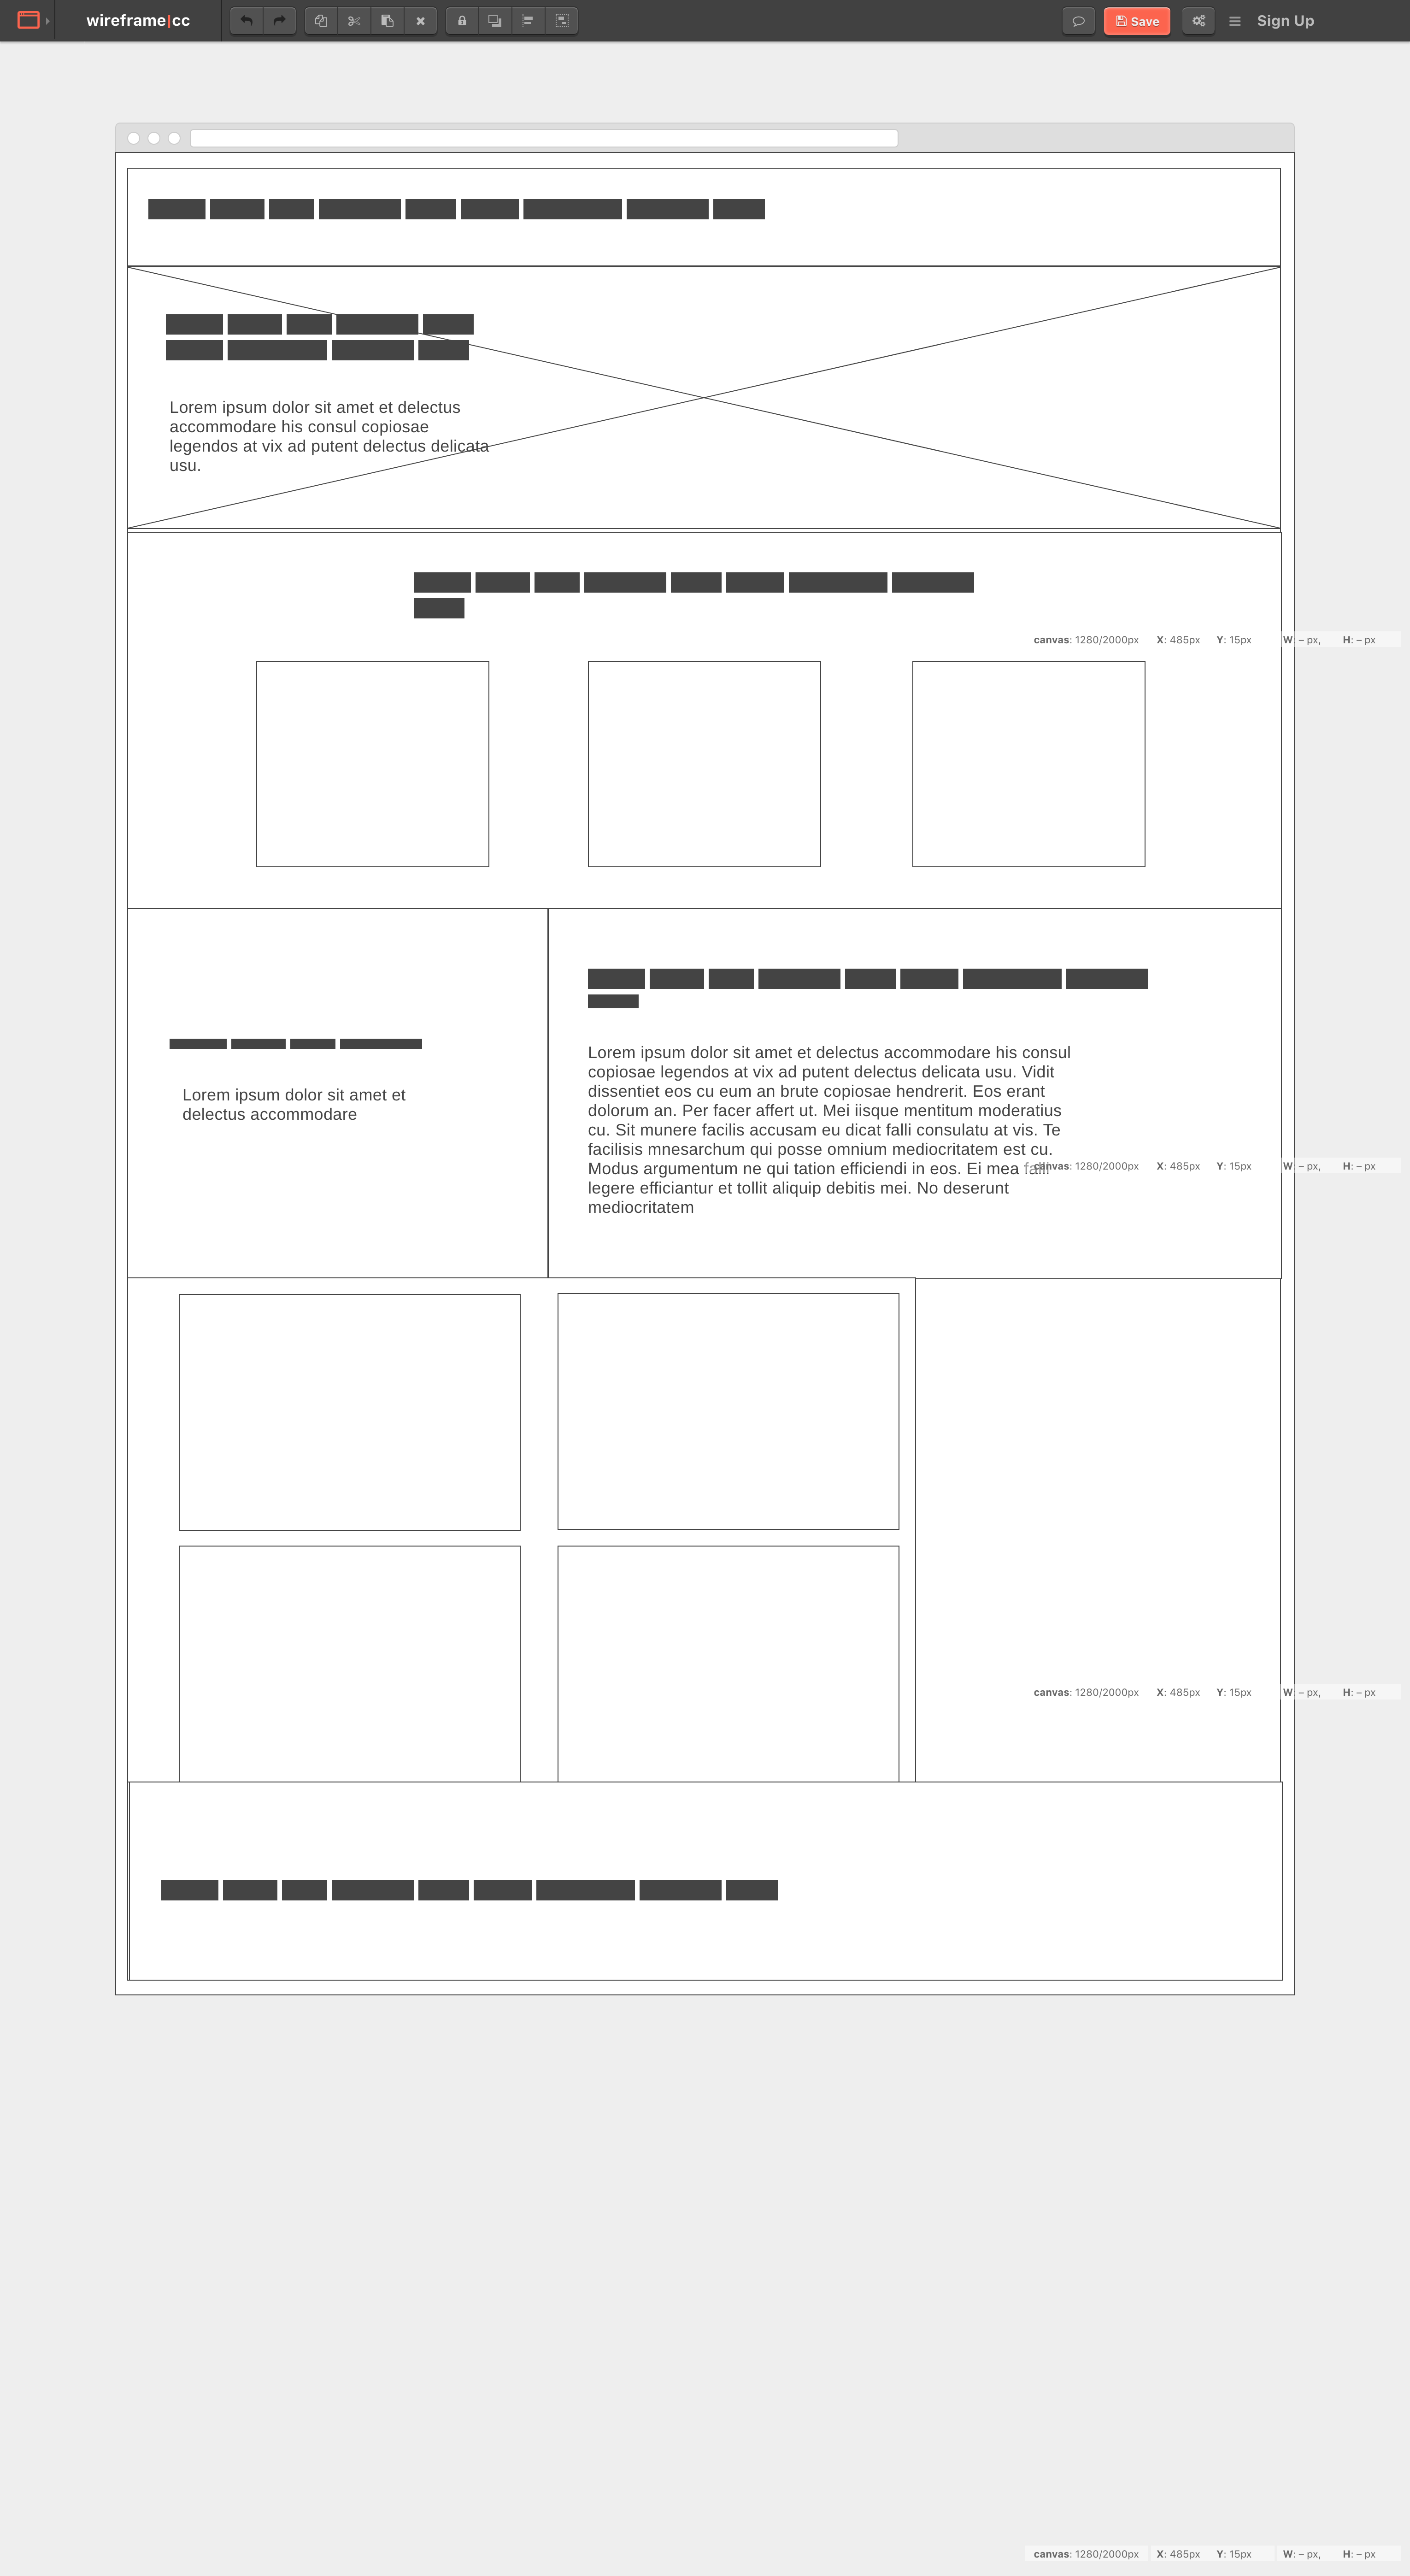 wireframe|cc
Save
Sign Up
Lorem ipsum dolor sit amet et delectus
accommodare his consul copiosae
legendos at vix ad putent delectus delicata
usu.
canvas: 1280/2000px X: 485px Y: 15px W: – px, H: – px
Lorem ipsum dolor sit amet et
delectus accommodare
Lorem ipsum dolor sit amet et delectus accommodare his consul
copiosae legendos at vix ad putent delectus delicata usu. Vidit
dissentiet eos cu eum an brute copiosae hendrerit. Eos erant
dolorum an. Per facer affert ut. Mei iisque mentitum moderatius
cu. Sit munere facilis accusam eu dicat falli consulatu at vis. Te
facilisis mnesarchum qui posse omnium mediocritatem est cu.
Modus argumentum ne qui tation efficiendi in eos. Ei mea falli
canvas: 1280/2000px X: 485px Y: 15px W: – px, H: – px
legere efficiantur et tollit aliquip debitis mei. No deserunt
mediocritatem
canvas: 1280/2000px X: 485px Y: 15px W: – px, H: – px
canvas: 1280/2000px X: 485px Y: 15px W: – px, H: – px